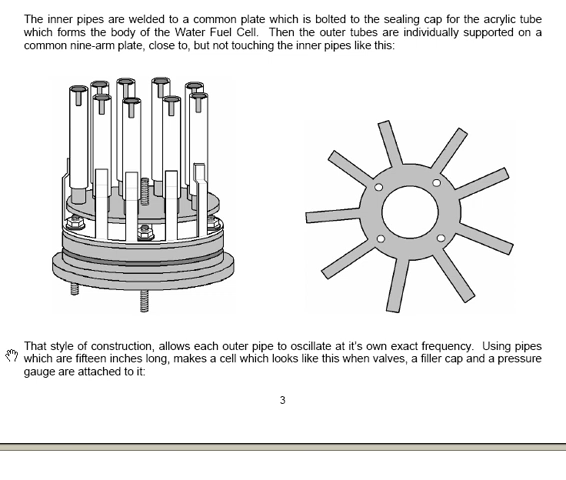 The inner pipes are welded to a common plate which is bolted to the sealing cap for the acrylic tube
which forms the body of the Water Fuel Cell. Then the outer tubes are individually supported on a
common nine-arm plate, close to, but not touching the inner pipes like this:
That style of construction, allows each outer pipe to oscillate at it's own exact frequency. Using pipes
which are fifteen inches long, makes a cell which looks like this when valves, a filler cap and a pressure
gauge are attached to it:
3